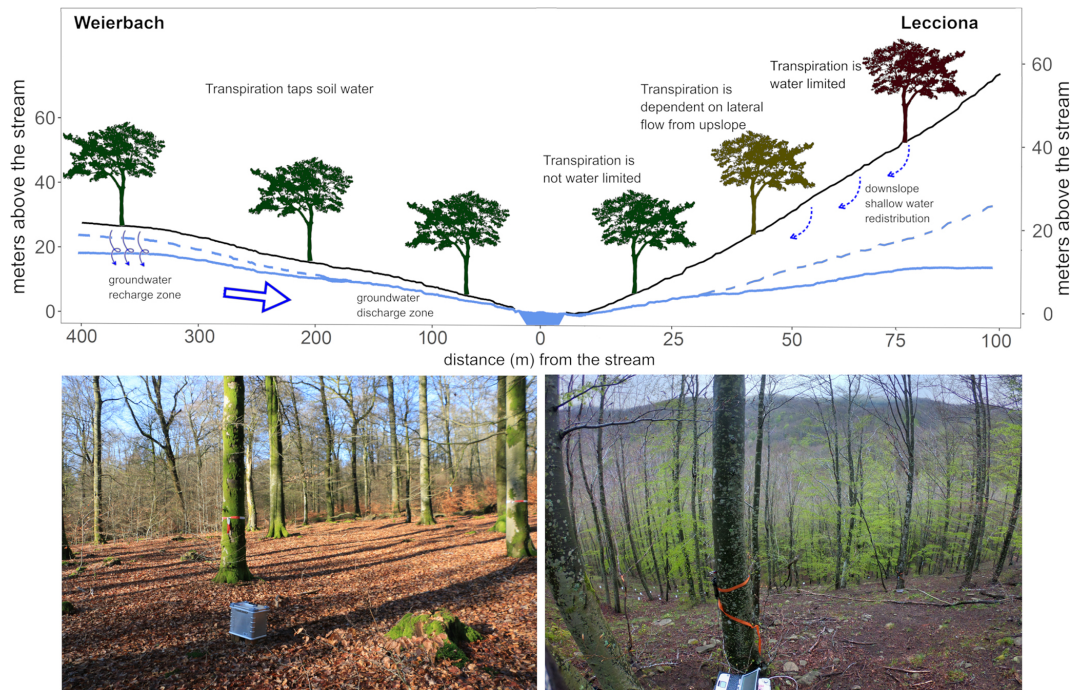 Weierbach
Lecciona
Transpiration taps soil water
Transpiration is
water limited
Transpiration is
dependent on lateral
flow from upslope
Transpiration is
not water limited
downslope
shallow water
redistribution
groundwater
recharge zone
groundwater
discharge zone
meters above the stream
60
40
20
0
meters above the stream
60
40
20
0
400
300
200
100
0
25
50
75
100
distance (m) from the stream